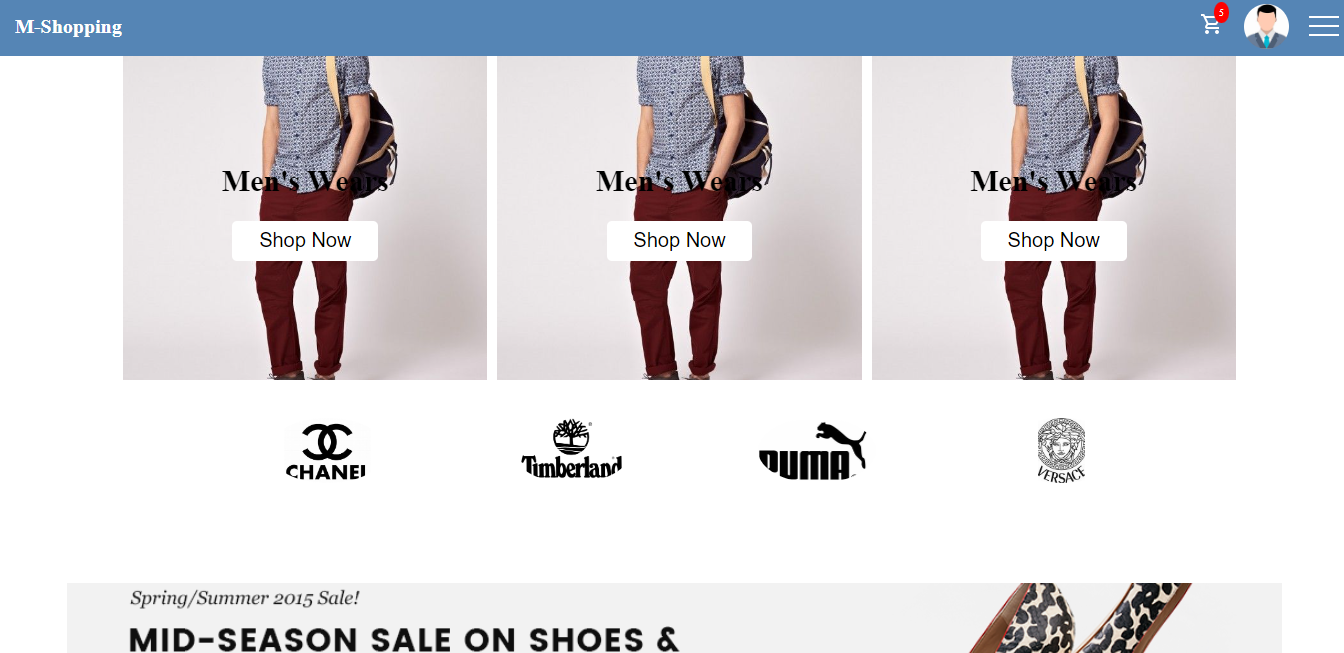 M-Shopping
5
Men's Wears
Men's Wears
Men's Wears
Shop Now
Shop Now
Shop Now
CHANEL
Timberland
PUMA
VERSACE
Spring/Summer 2015 Sale!
MID-SEASON SALE ON SHOES &